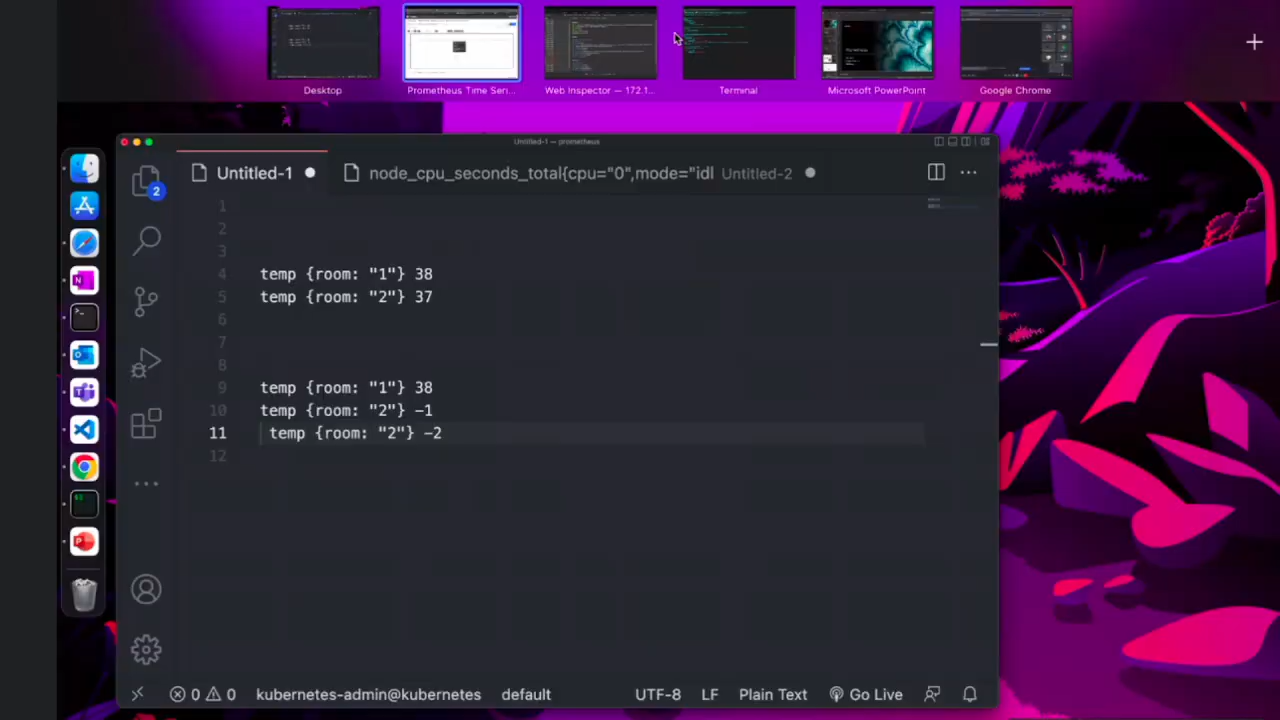 Desktop
Prometheus Time Seri...
Web Inspector — 172.1...
Terminal
Microsoft PowerPoint
Google Chrome
Untitled-1 — prometheus
Untitled-1
node_cpu_seconds_total{cpu="0",mode="idl Untitled-2
2
1
2
3
4 temp {room: "1"} 38
5 temp {room: "2"} 37
6
7
8
9 temp {room: "1"} 38
10 temp {room: "2"} -1
11 temp {room: "2"} -2
12
0 0 kubernetes-admin@kubernetes default UTF-8 LF Plain Text Go Live